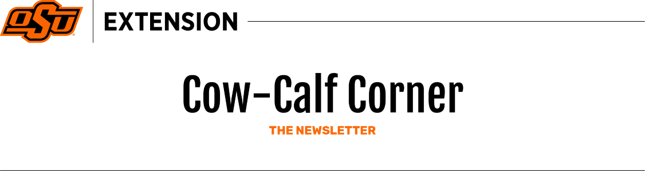 OSU EXTENSION
Cow-Calf Corner
THE NEWSLETTER